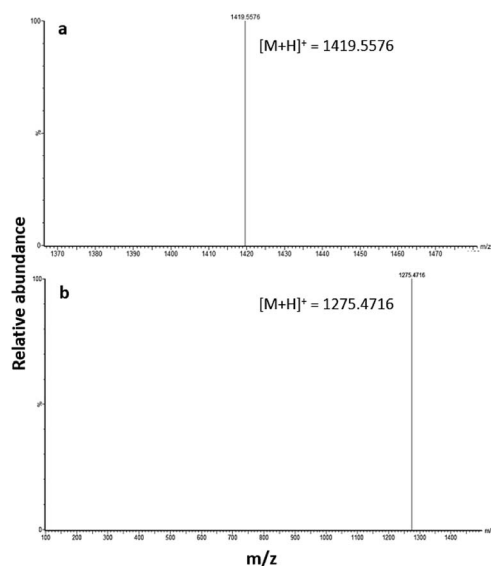 1419.5576
100
a
[M+H]+ = 1419.5576
%
0
1370 1380 1390 1400 1410 1420 1430 1440 1450 1460 1470 m/z
Relative abundance
1275.4716
100
b
[M+H]+ = 1275.4716
%
0
100 200 300 400 500 600 700 800 900 1000 1100 1200 1300 1400 m/z
m/z